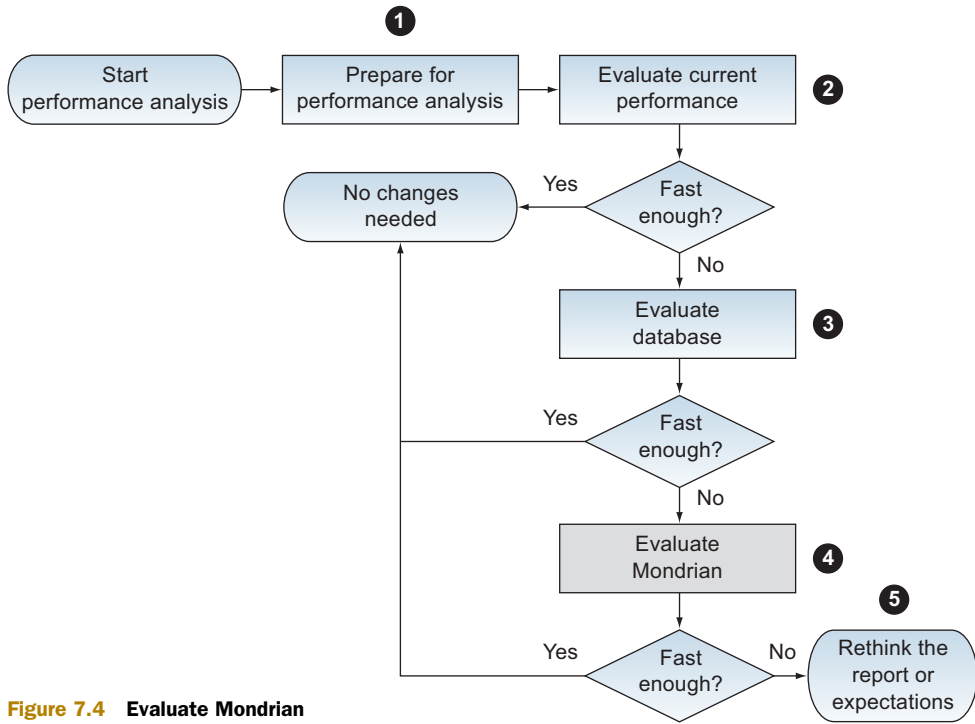 1
Start
performance analysis
Prepare for
performance analysis
Evaluate current
performance
2
Yes
Fast
enough?
No changes
needed
No
Evaluate
database
3
Yes
Fast
enough?
No
Evaluate
Mondrian
4
5
Yes
Fast
enough?
No
Rethink the
report or
expectations
Figure 7.4 Evaluate Mondrian